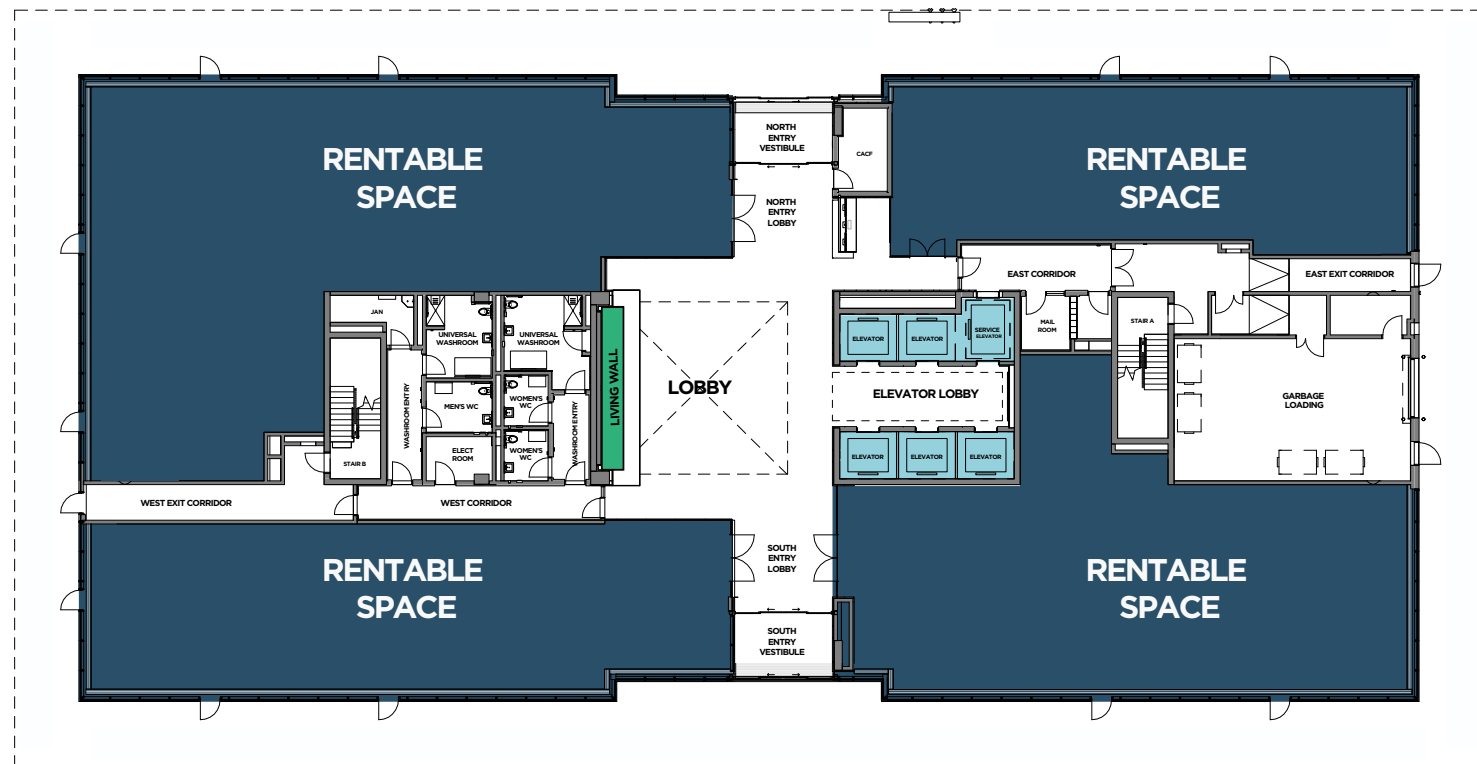 RENTABLE
SPACE
NORTH
ENTRY
VESTIBULE
CACF
RENTABLE
SPACE
NORTH
ENTRY
LOBBY
EAST CORRIDOR
EAST EXIT CORRIDOR
JAN
UNIVERSAL
WASHROOM
UNIVERSAL
WASHROOM
LIVING WALL
LOBBY
ELEVATOR
ELEVATOR
SERVICE
ELEVATOR
MAIL
ROOM
STAIR A
WASHROOM ENTRY
MEN'S WC
WOMEN'S
WC
WASHROOM ENTRY
ELEVATOR LOBBY
GARBAGE
LOADING
STAIR B
ELECT
ROOM
WOMEN'S
WC
ELEVATOR
ELEVATOR
ELEVATOR
WEST EXIT CORRIDOR
WEST CORRIDOR
RENTABLE
SPACE
SOUTH
ENTRY
LOBBY
RENTABLE
SPACE
SOUTH
ENTRY
VESTIBULE